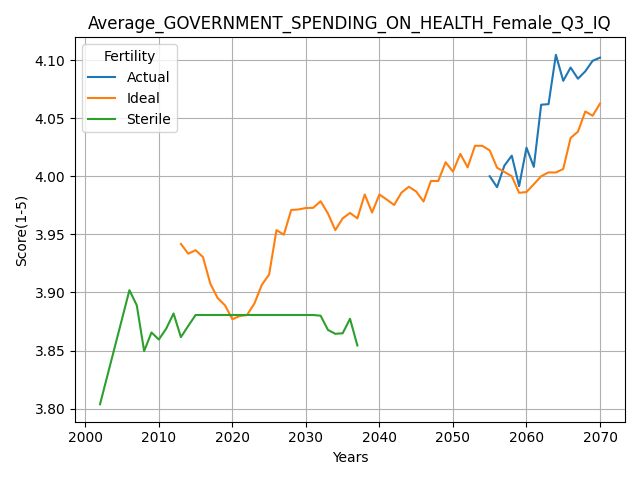 Average_GOVERNMENT_SPENDING_ON_HEALTH_Female_Q3_IQ
Fertility
Actual
Ideal
Sterile
4.10
4.05
4.00
3.95
3.90
3.85
3.80
Score(1-5)
2000 2010 2020 2030 2040 2050 2060 2070
Years